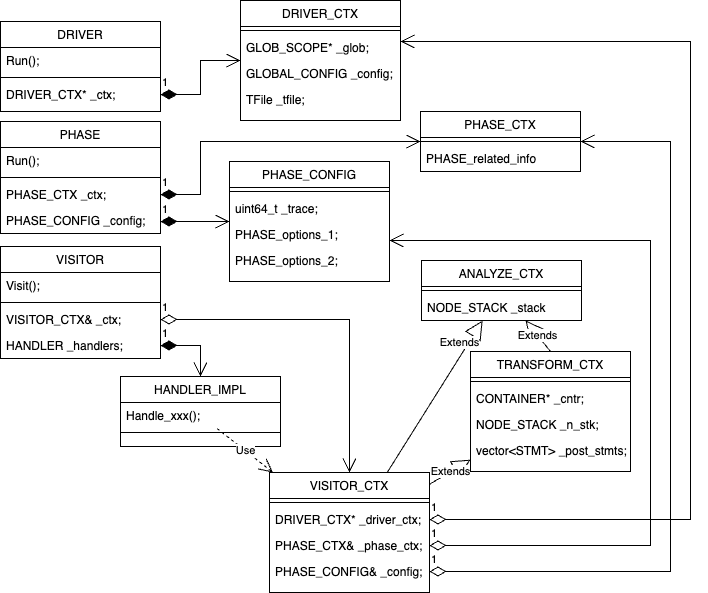 DRIVER
Run();
DRIVER_CTX* _ctx;
1
DRIVER_CTX
GLOB_SCOPE* _glob;
GLOBAL_CONFIG _config;
TFile _tfile;
PHASE
Run();
PHASE_CTX _ctx;
1
PHASE_CONFIG _config;
1
PHASE_CTX
PHASE_related_info
PHASE_CONFIG
uint64_t _trace;
PHASE_options_1;
PHASE_options_2;
VISITOR
Visit();
VISITOR_CTX& _ctx;
1
HANDLER _handlers;
1
ANALYZE_CTX
NODE_STACK _stack
Extends
Extends
TRANSFORM_CTX
CONTAINER* _cntr;
NODE_STACK _n_stk;
vector<STMT> _post_stmts;
HANDLER_IMPL
Handle_xxx();
Use
Extends
VISITOR_CTX
DRIVER_CTX* _driver_ctx;
1
PHASE_CTX& _phase_ctx;
1
PHASE_CONFIG& _config;
1